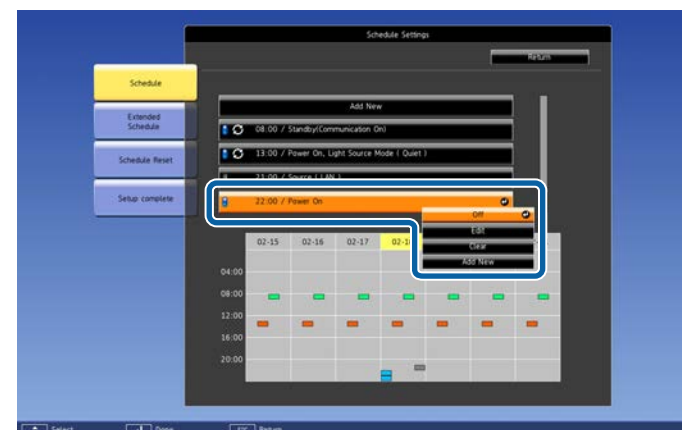 Schedule Settings
Return
Schedule
Extended
Schedule
Schedule Reset
Setup complete
Add New
08:00 / Standby(Communication On)
13:00 / Power On, Light Source Mode ( Quiet )
21:00 / Source ( LAN )
22:00 / Power On
Off
Edit
Clear
Add New
02-15 02-16 02-17
04:00
08:00
12:00
16:00
20:00
Select Done Return